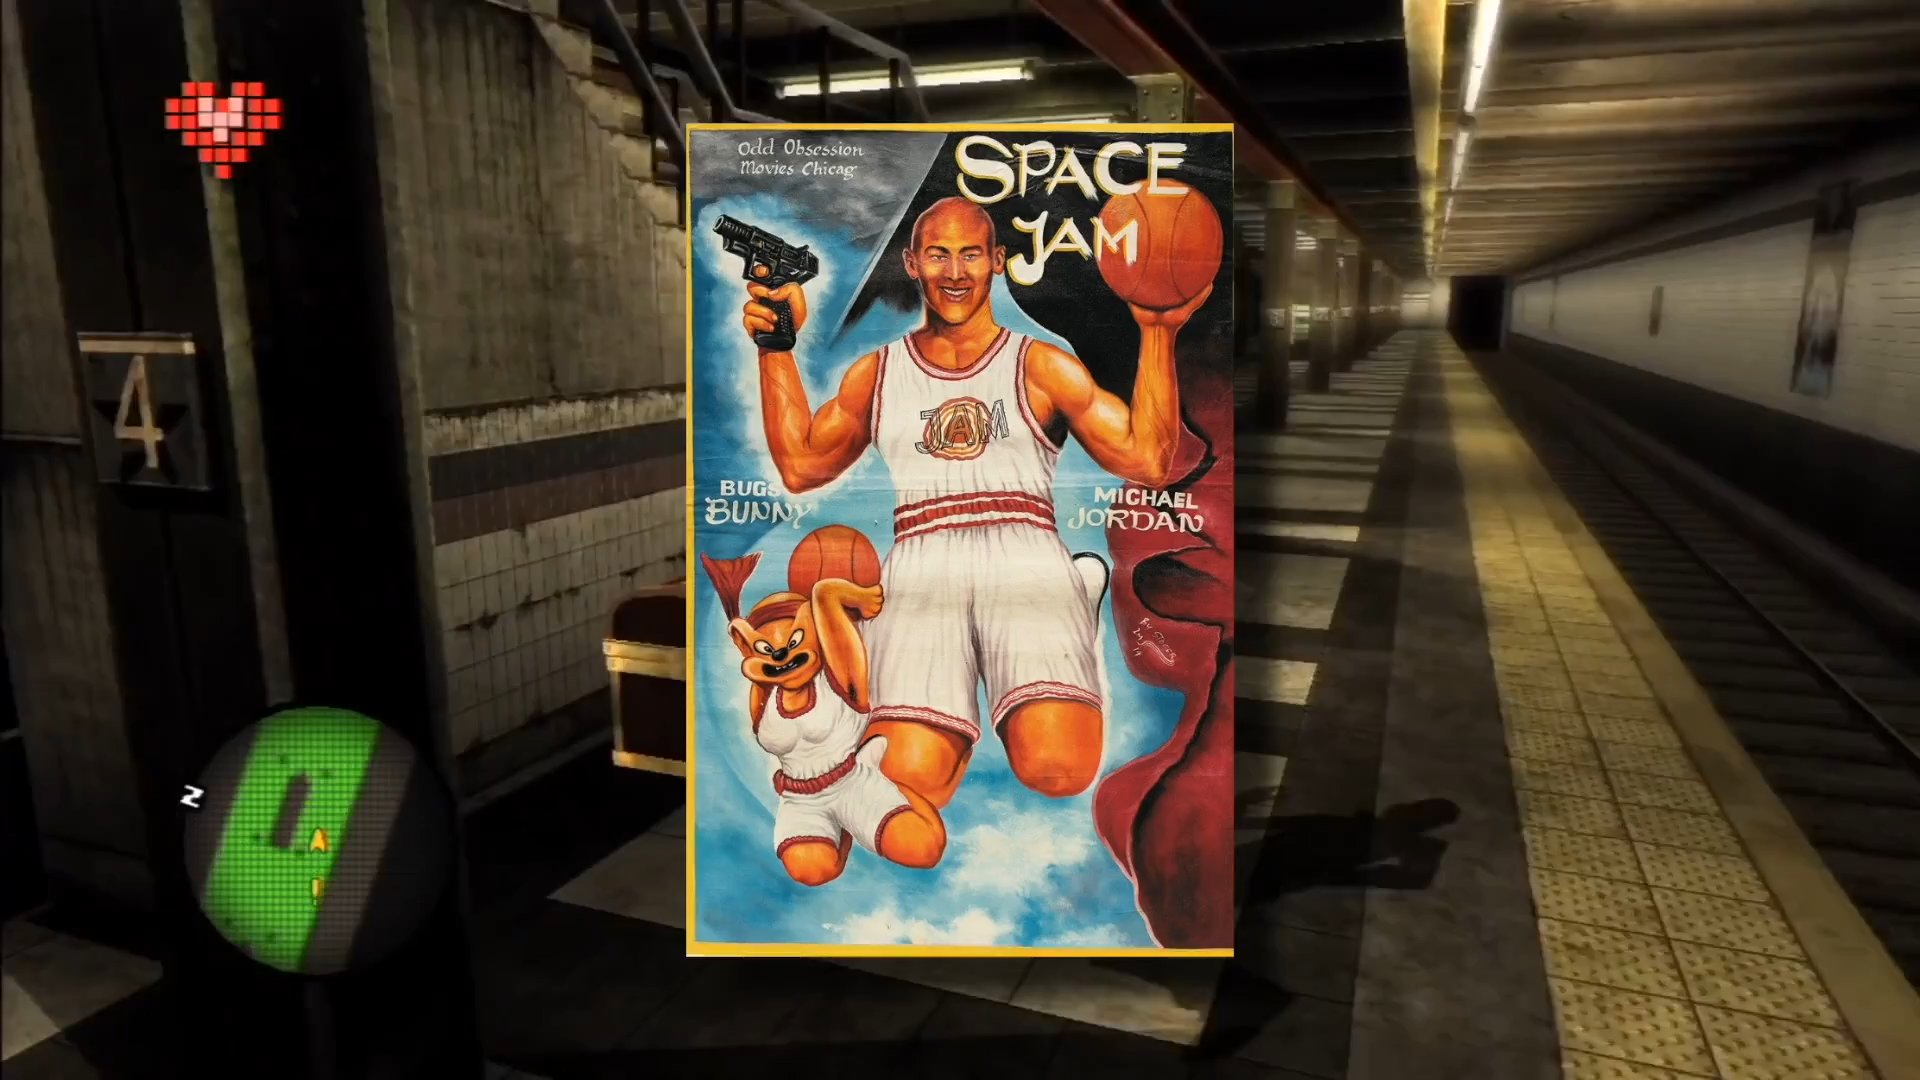 Odd Obsession
Movies Chicag
SPACE
JAM
JAM
BUGS
BUNNY
MICHAEL
JORDAN
4
Z